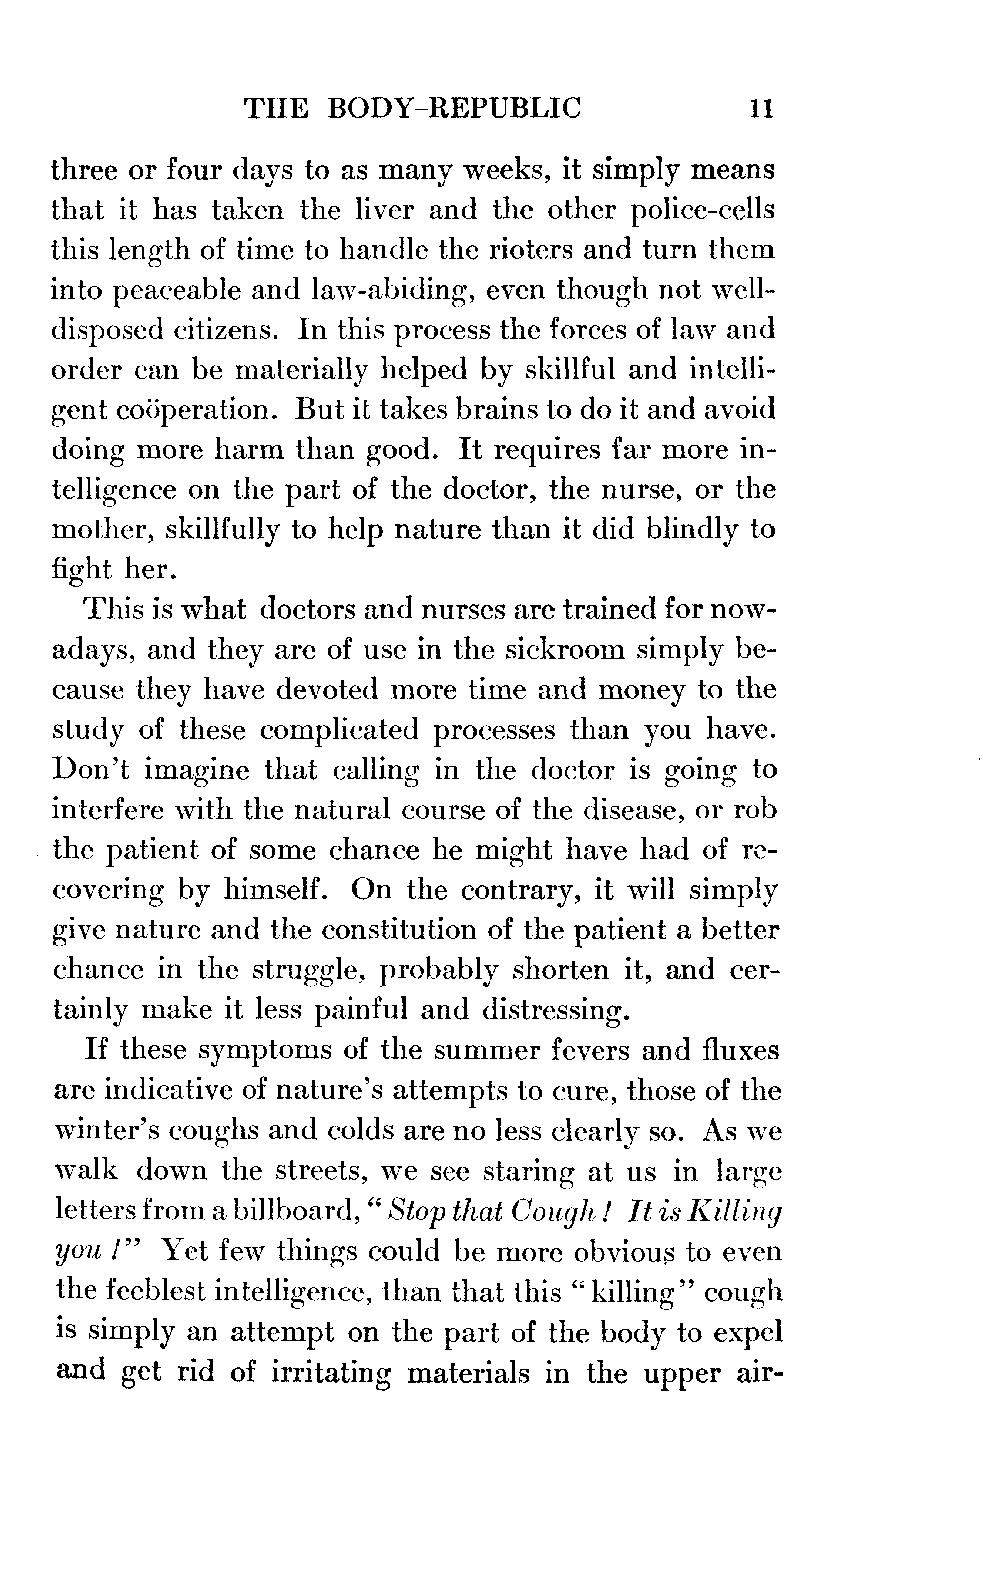 THE BODY-REPUBLIC 11
three or four days to as many weeks, it simply means
that it has taken the liver and the other police-cells
this length of time to handle the rioters and turn them
into peaceable and law-abiding, even though not well-
disposed citizens. In this process the forces of law and
order can be materially helped by skillful and intelli-
gent coöperation. But it takes brains to do it and avoid
doing more harm than good. It requires far more in-
telligence on the part of the doctor, the nurse, or the
mother, skillfully to help nature than it did blindly to
fight her.
This is what doctors and nurses are trained for now-
adays, and they are of use in the sickroom simply be-
cause they have devoted more time and money to the
study of these complicated processes than you have.
Don't imagine that calling in the doctor is going to
interfere with the natural course of the disease, or rob
the patient of some chance he might have had of re-
covering by himself. On the contrary, it will simply
give nature and the constitution of the patient a better
chance in the struggle, probably shorten it, and cer-
tainly make it less painful and distressing.
If these symptoms of the summer fevers and fluxes
are indicative of nature's attempts to cure, those of the
winter's coughs and colds are no less clearly so. As we
walk down the streets, we see staring at us in large
letters from a billboard, "Stop that Cough! It is Killing
you!" Yet few things could be more obvious to even
the feeblest intelligence, than that this "killing" cough
is simply an attempt on the part of the body to expel
and get rid of irritating materials in the upper air-